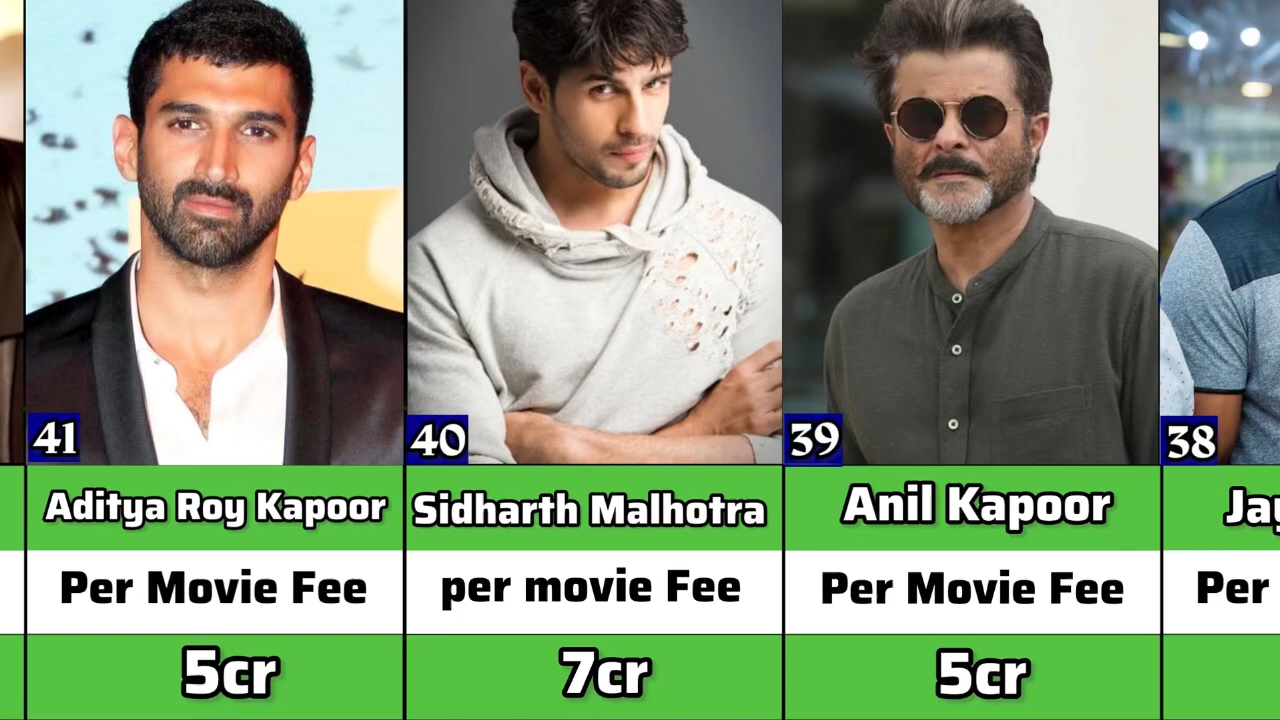 41
Aditya Roy Kapoor
Per Movie Fee
5cr
40
Sidharth Malhotra
per movie Fee
7cr
39
Anil Kapoor
Per Movie Fee
5cr
38
Per